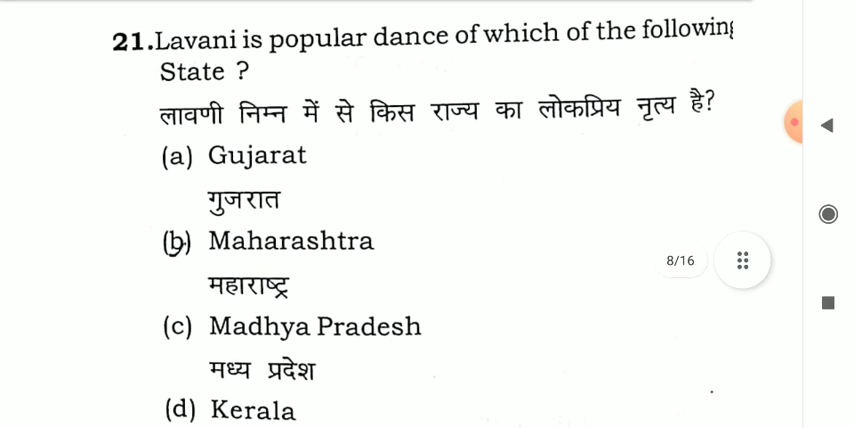 21.Lavani is popular dance of which of the following
State ?
लावणी निम्न में से किस राज्य का लोकप्रिय नृत्य है?
(a) Gujarat
गुजरात
(b) Maharashtra
महाराष्ट्र
8/16
(c) Madhya Pradesh
मध्य प्रदेश
(d) Kerala